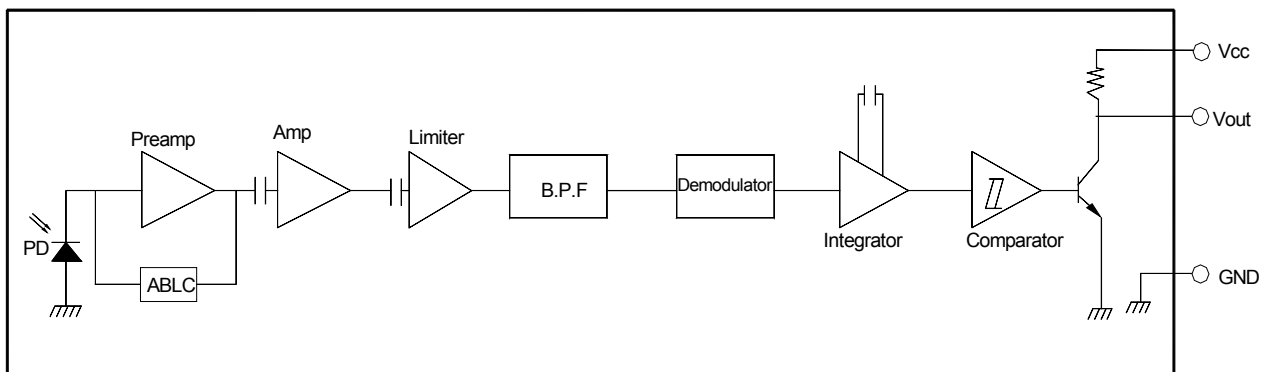 Preamp
Amp
Limiter
B.P.F
Demodulator
Integrator
Comparator
PD
ABLC
Vcc
Vout
GND